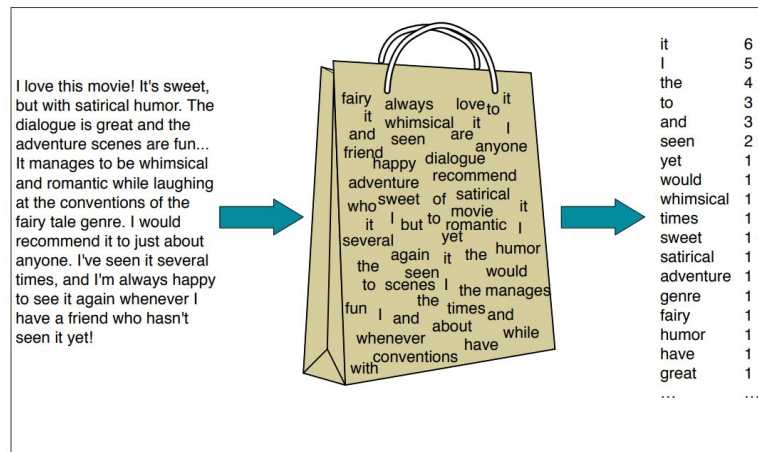 I love this movie! It's sweet,
but with satirical humor. The
dialogue is great and the
adventure scenes are fun...
It manages to be whimsical
and romantic while laughing
at the conventions of the
fairy tale genre. I would
recommend it to just about
anyone. I've seen it several
times, and I'm always happy
to see it again whenever I
have a friend who hasn't
seen it yet!
fairy always love to it
it whimsical it I
and seen are anyone
friend happy dialogue
adventure recommend
who sweet of satirical
it I but to movie it
romantic I
several yet
again it the humor
the seen would
to scenes I the manages
fun I and the times and
about
whenever have while
conventions
with
it 6
I 5
the 4
to 3
and 3
seen 2
yet 1
would 1
whimsical 1
times 1
sweet 1
satirical 1
adventure 1
genre 1
fairy 1
humor 1
have 1
great 1
... ...